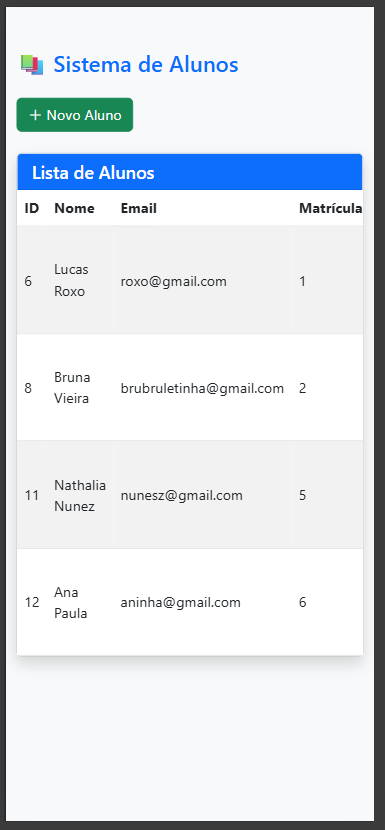 Sistema de Alunos
+ Novo Aluno
Lista de Alunos
ID Nome Email Matrícula
6 Lucas Roxo roxo@gmail.com 1
8 Bruna Vieira brubruletinha@gmail.com 2
11 Nathalia Nunez nunesz@gmail.com 5
12 Ana Paula aninha@gmail.com 6